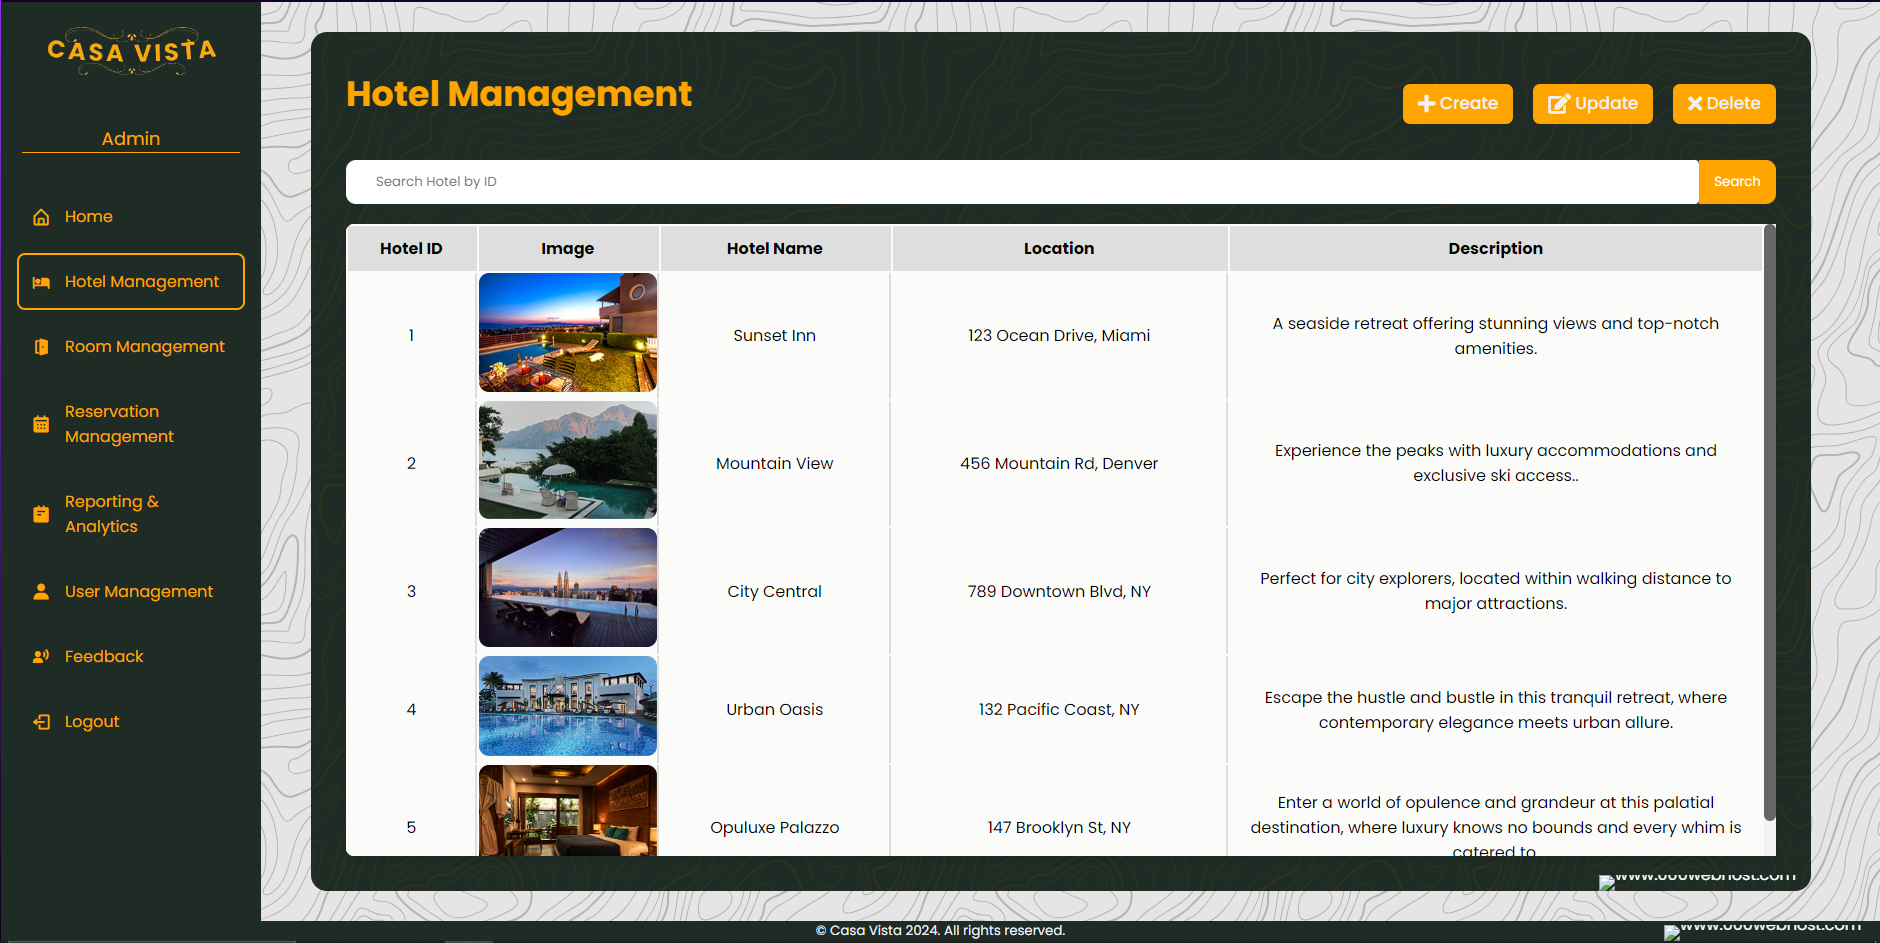 CASA VISTA
Admin
Home
Hotel Management
Room Management
Reservation
Management
Reporting &
Analytics
User Management
Feedback
Logout
Hotel Management
Create
Update
Delete
Search Hotel by ID
Search
Hotel ID Image Hotel Name Location Description
1 Sunset Inn 123 Ocean Drive, Miami A seaside retreat offering stunning views and top-notch
amenities.
2 Mountain View 456 Mountain Rd, Denver Experience the peaks with luxury accommodations and
exclusive ski access..
3 City Central 789 Downtown Blvd, NY Perfect for city explorers, located within walking distance to
major attractions.
4 Urban Oasis 132 Pacific Coast, NY Escape the hustle and bustle in this tranquil retreat, where
contemporary elegance meets urban allure.
5 Opuluxe Palazzo 147 Brooklyn St, NY Enter a world of opulence and grandeur at this palatial
destination, where luxury knows no bounds and every whim is
catered to
© Casa Vista 2024. All rights reserved.